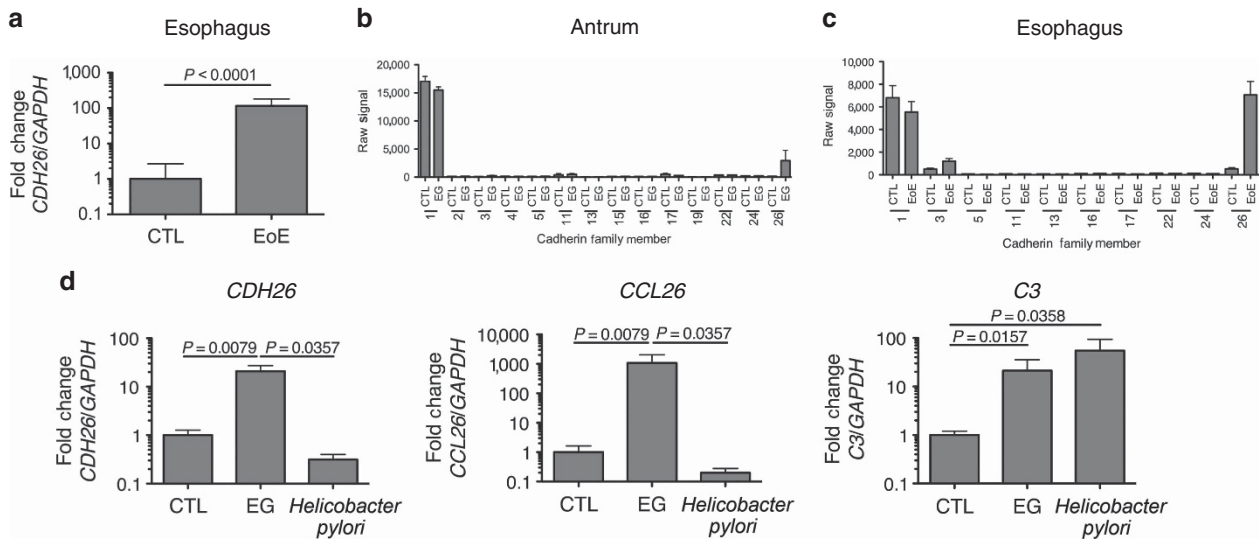 a
Esophagus
Fold change
CDH26/GAPDH
1,000
100
10
1
0.1
P < 0.0001
CTL
EoE
b
Antrum
Raw signal
20,000
15,000
10,000
5,000
0
CTL EG CTL EG CTL EG CTL EG CTL EG CTL EG CTL EG CTL EG CTL EG CTL EG CTL EG CTL EG CTL EG CTL EG
1 2 3 4 5 11 13 15 16 17 19 22 24 26
Cadherin family member
c
Esophagus
Raw signal
10,000
8,000
6,000
4,000
2,000
0
CTL EoE CTL EoE CTL EoE CTL EoE CTL EoE CTL EoE CTL EoE CTL EoE CTL EoE CTL EoE
1 3 5 11 13 16 17 22 24 26
Cadherin family member
d
CDH26
Fold change
CDH26/GAPDH
100
10
1
0.1
P = 0.0079
P = 0.0357
CTL
EG
Helicobacter
pylori
CCL26
Fold change
CCL26/GAPDH
10,000
1,000
100
10
1
0.1
P = 0.0079
P = 0.0357
CTL
EG
Helicobacter
pylori
C3
Fold change
C3/GAPDH
100
10
1
0.1
P = 0.0358
P = 0.0157
CTL
EG
Helicobacter
pylori